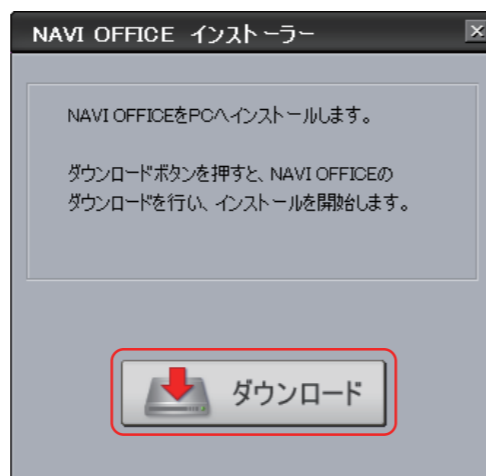 NAVI OFFICE インストーラー
NAVI OFFICEをPCへインストールします。
ダウンロードボタンを押すと、NAVI OFFICEの
ダウンロードを行い、インストールを開始します。
ダウンロード